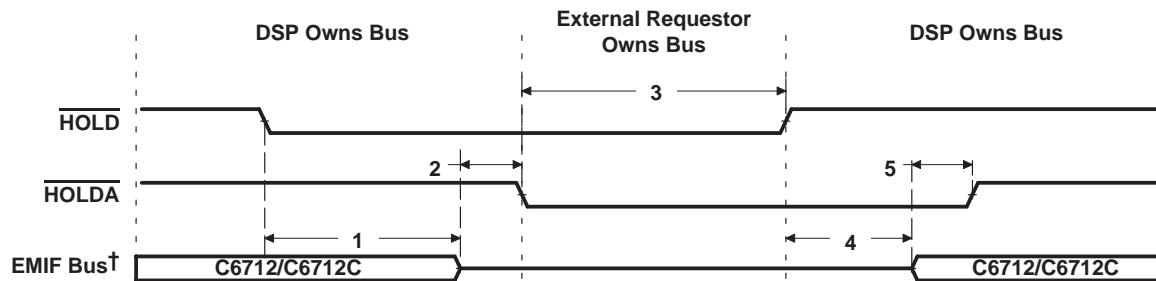 DSP Owns Bus
External Requestor
Owns Bus
DSP Owns Bus
3
HOLD
2
5
HOLDA
1
4
EMIF Bus†
C6712/C6712C
C6712/C6712C